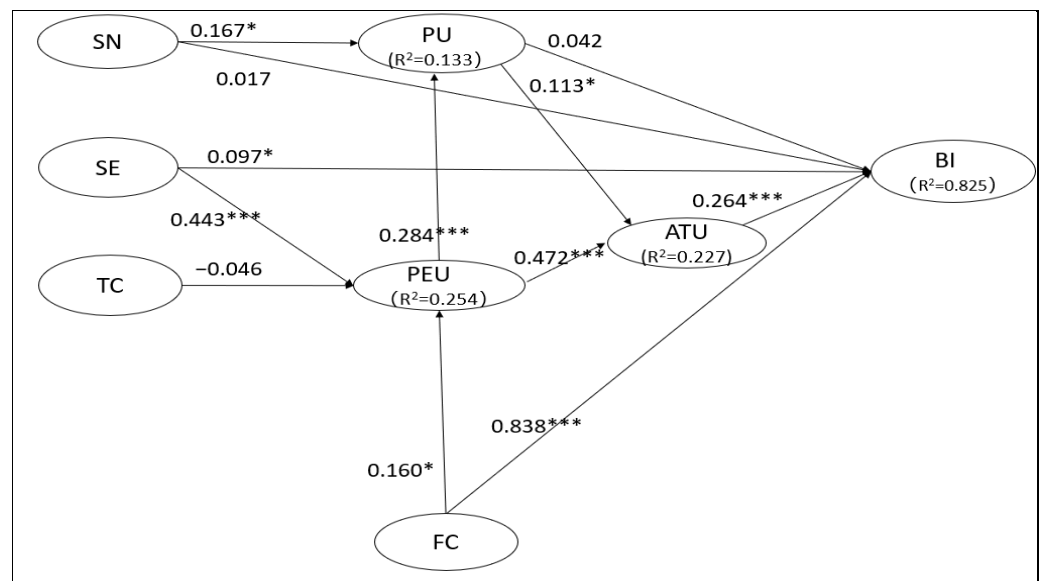 SN
0.167*
PU
(R²=0.133)
0.042
0.017
0.113*
SE
0.097*
BI
(R²=0.825)
0.443***
0.264***
0.284***
ATU
(R²=0.227)
0.472***
TC
−0.046
PEU
(R²=0.254)
0.838***
0.160*
FC